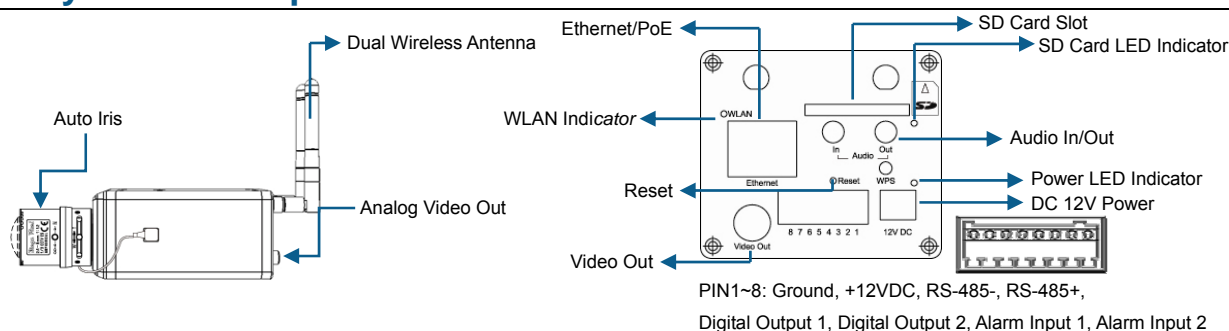 Dual Wireless Antenna
Auto Iris
Analog Video Out
Ethernet/PoE
SD Card Slot
SD Card LED Indicator
WLAN Indicator
OWLAN
SD
In
Audio
Out
Audio In/Out
Ethernet
Reset
Reset
WPS
Power LED Indicator
DC 12V Power
8 7 6 5 4 3 2 1
12V DC
Video Out
Video Out
PIN1~8: Ground, +12VDC, RS-485-, RS-485+,
Digital Output 1, Digital Output 2, Alarm Input 1, Alarm Input 2